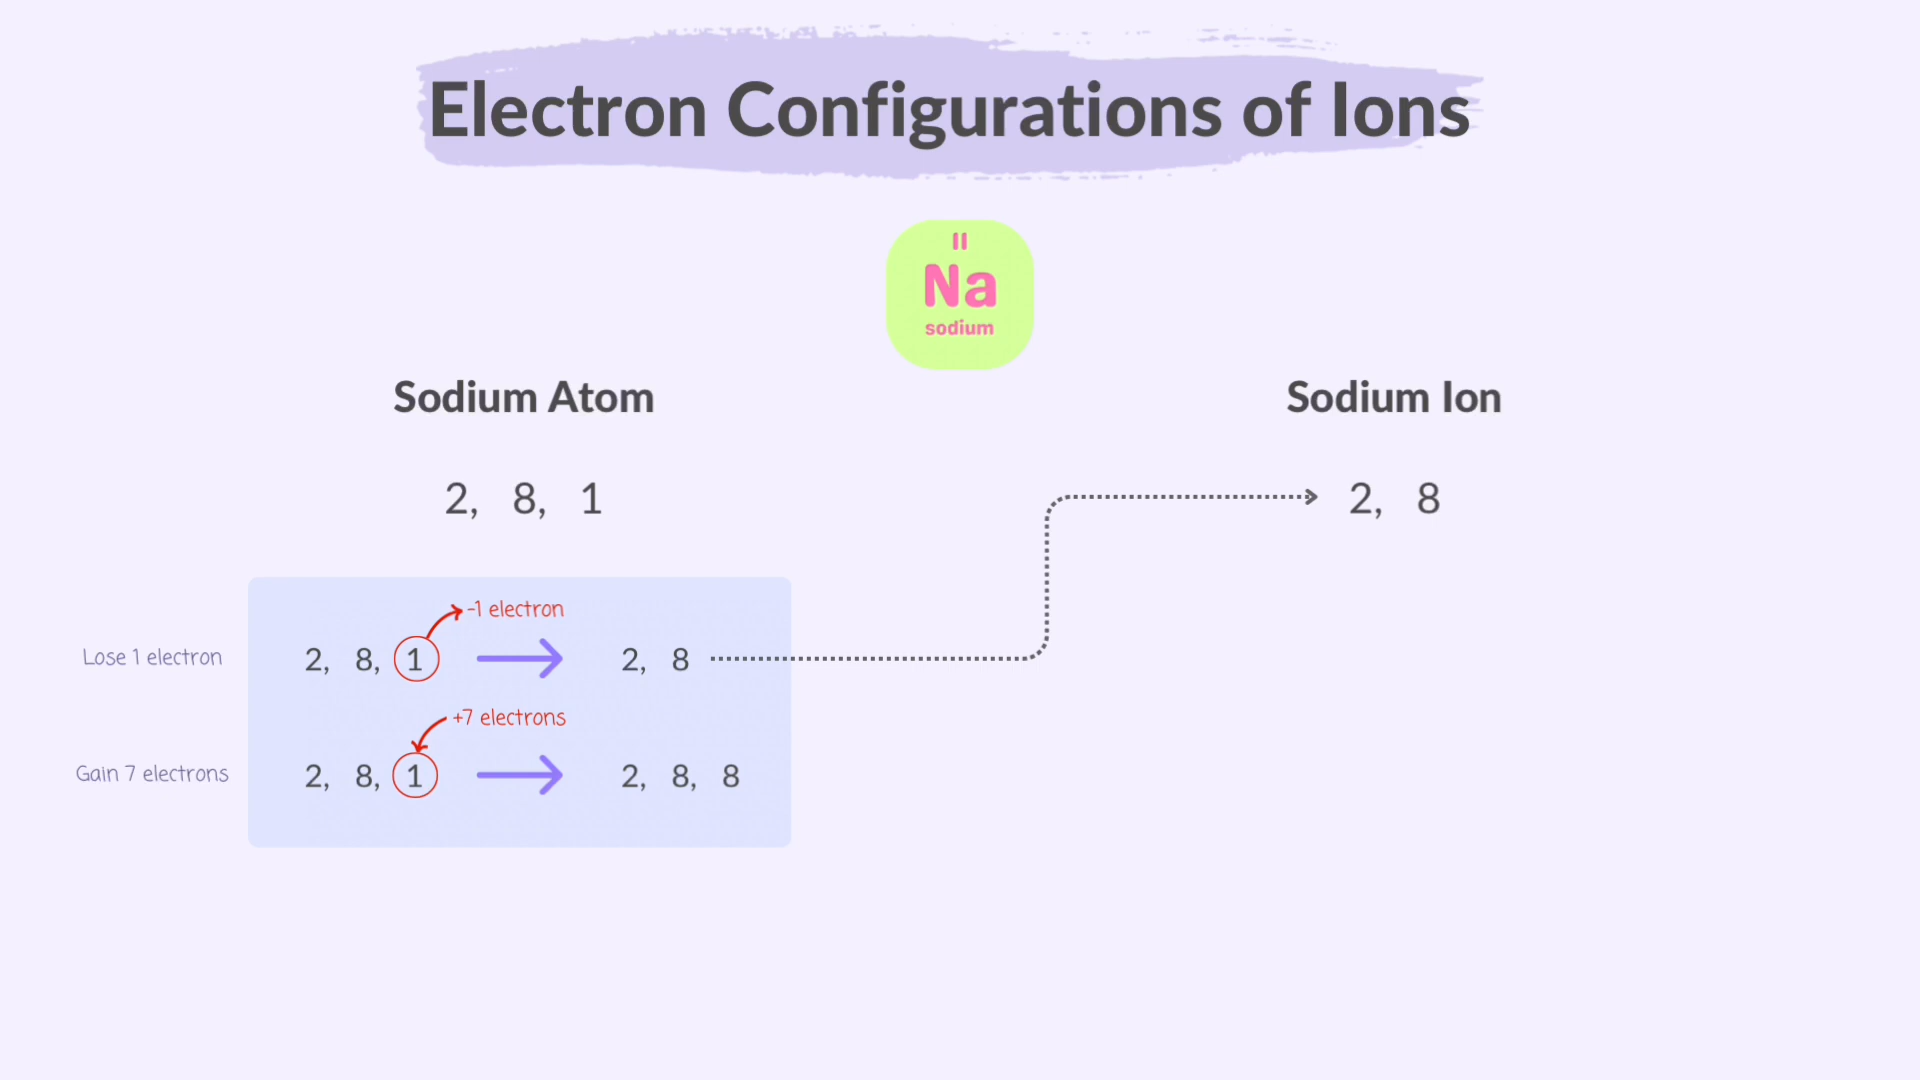 Electron Configurations of Ions
11
Na
sodium
Sodium Atom
Sodium Ion
2, 8, 1
2, 8
-1 electron
Lose 1 electron
2, 8, 1
2, 8
+7 electrons
Gain 7 electrons
2, 8, 1
2, 8, 8